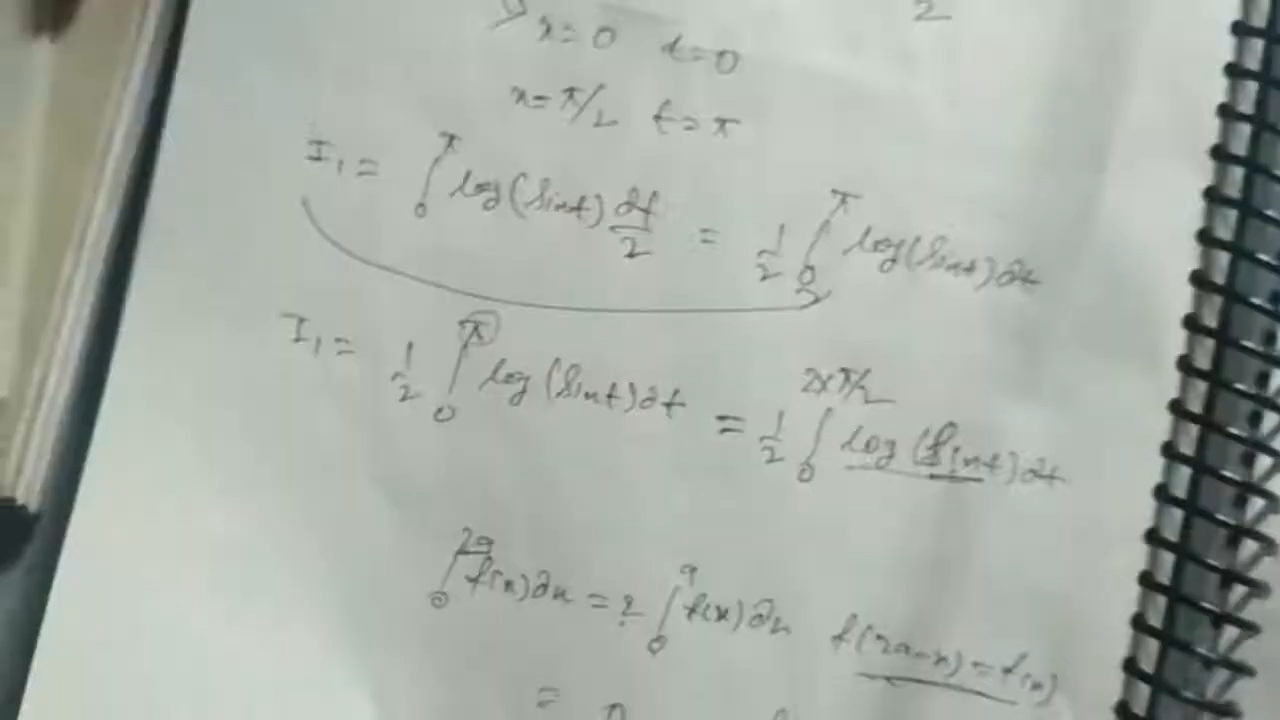 2
x=0 t=0
x=π/2 t=π
I₁ = ∫₀^π log(sint) dt/2 = 1/2 ∫₀^π log(sint)dt
I₁ = 1/2 ∫₀^π log(sint)dt = 1/2 ∫₀^{2×π/2} log(sint)dt
∫₀^{2a} f(x)dx = 2 ∫₀^a f(x)dx f(2a-x)=f(x)
=